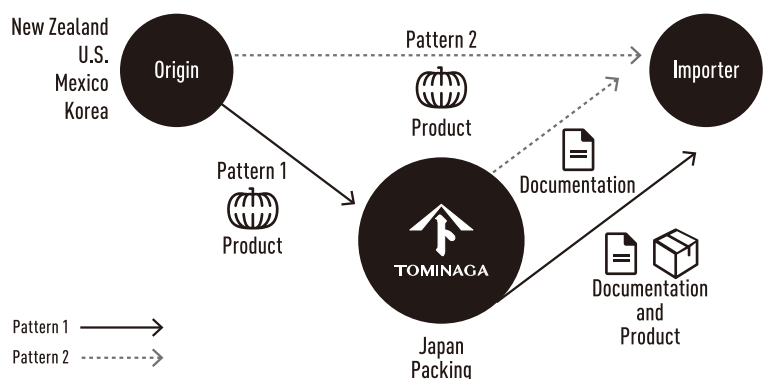 New Zealand
U.S.
Mexico
Korea
Origin
Pattern 2
Product
Importer
Pattern 1
Product
Documentation
TOMINAGA
Documentation
and
Product
Japan
Packing
Pattern 1
Pattern 2